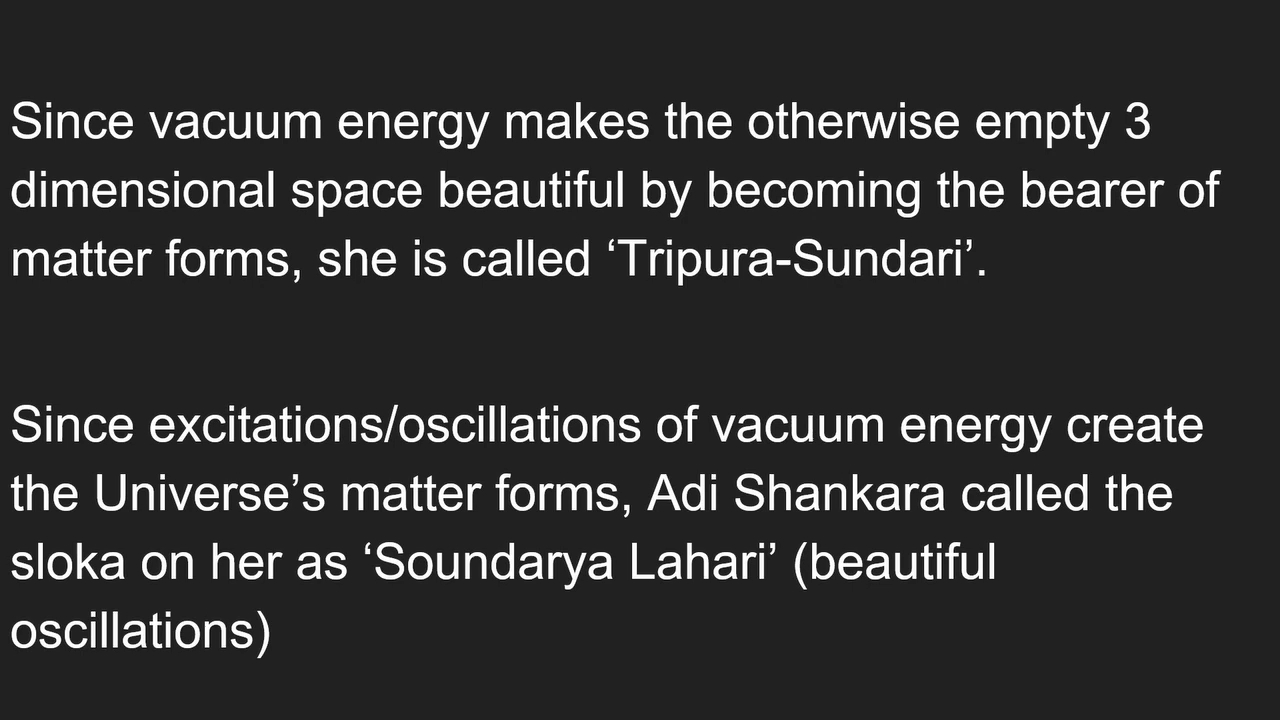 Since vacuum energy makes the otherwise empty 3
dimensional space beautiful by becoming the bearer of
matter forms, she is called ‘Tripura-Sundari’.
Since excitations/oscillations of vacuum energy create
the Universe’s matter forms, Adi Shankara called the
sloka on her as ‘Soundarya Lahari’ (beautiful
oscillations)